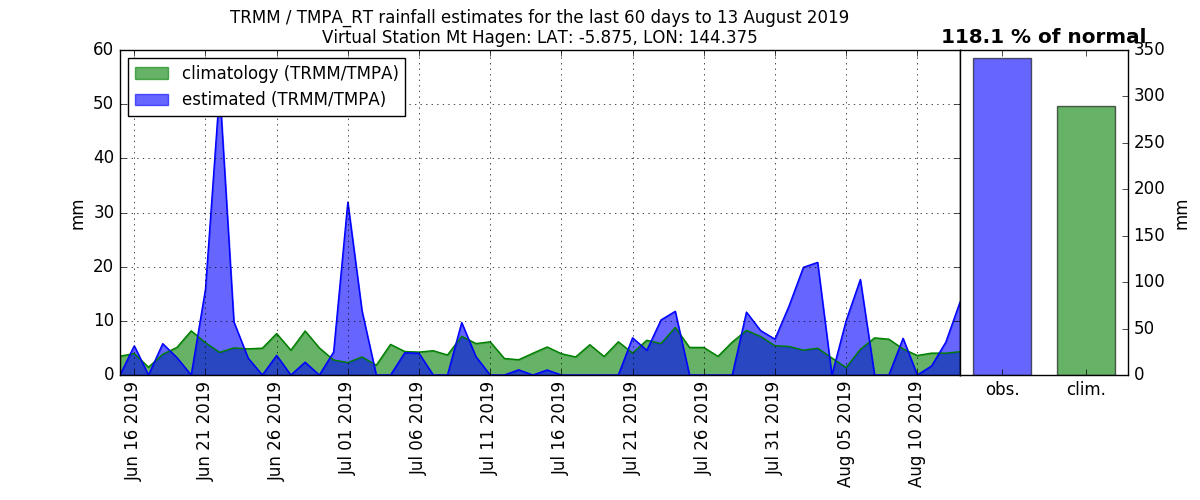 TRMM / TMPA_RT rainfall estimates for the last 60 days to 13 August 2019
Virtual Station Mt Hagen: LAT: -5.875, LON: 144.375
118.1 % of normal
climatology (TRMM/TMPA)
estimated (TRMM/TMPA)
60
50
40
30
20
10
0
mm
Jun 16 2019
Jun 21 2019
Jun 26 2019
Jul 01 2019
Jul 06 2019
Jul 11 2019
Jul 16 2019
Jul 21 2019
Jul 26 2019
Jul 31 2019
Aug 05 2019
Aug 10 2019
350
300
250
200
150
100
50
0
mm
obs.
clim.